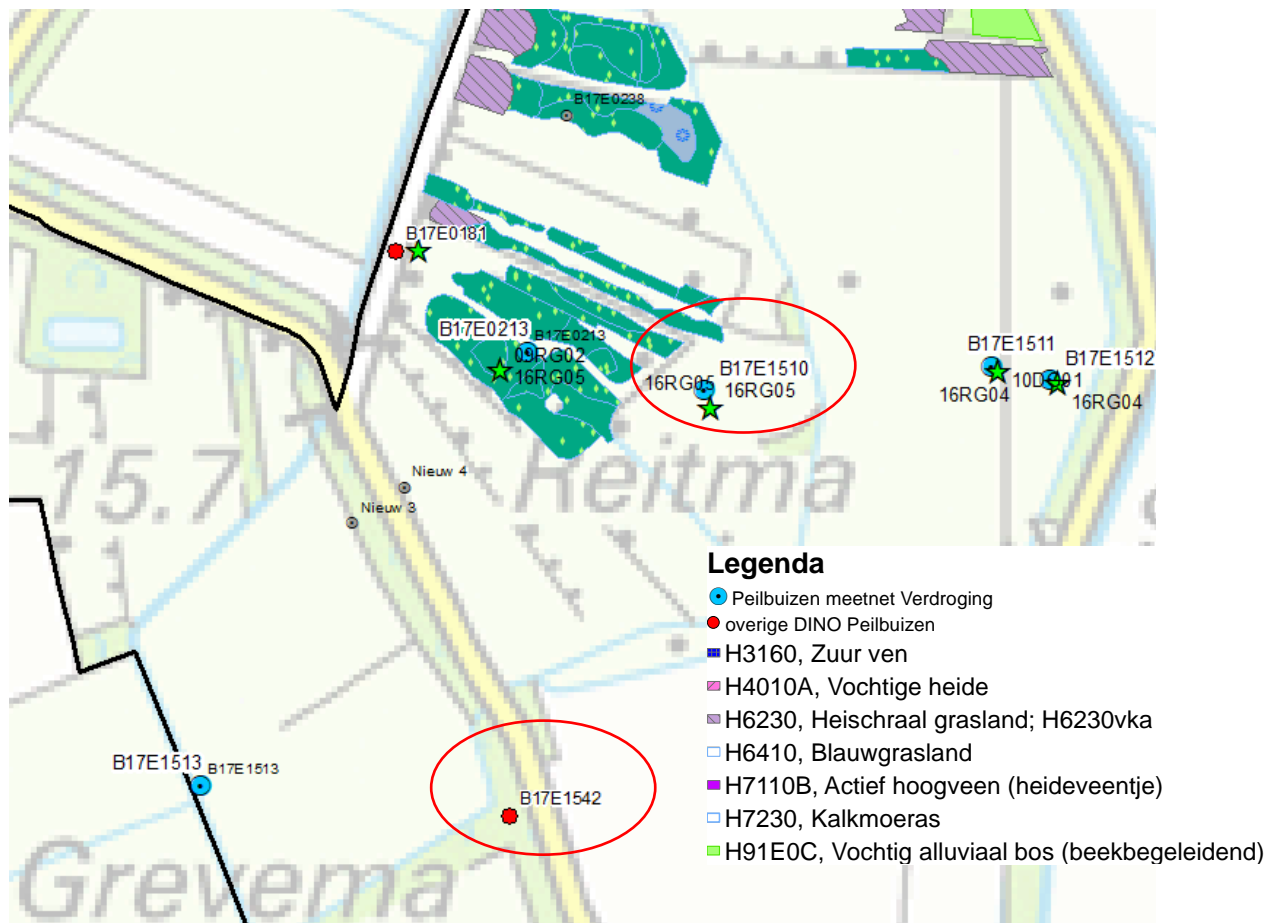 B17E0238
B17E0181
B17E0213
B17E0213
09RG02
16RG05
16RG05
B17E1510
16RG05
B17E1511
B17E1512
16RG04
16RG04
15.7
Reitma
Nieuw 4
Nieuw 3
B17E1513
B17E1513
B17E1542
Grevema
Legenda
Peilbuizen meetnet Verdroging
overige DINO Peilbuizen
H3160, Zuur ven
H4010A, Vochtige heide
H6230, Heischraal grasland; H6230vka
H6410, Blauwgrasland
H7110B, Actief hoogveen (heideveentje)
H7230, Kalkmoeras
H91E0C, Vochtig alluviaal bos (beekbegeleidend)